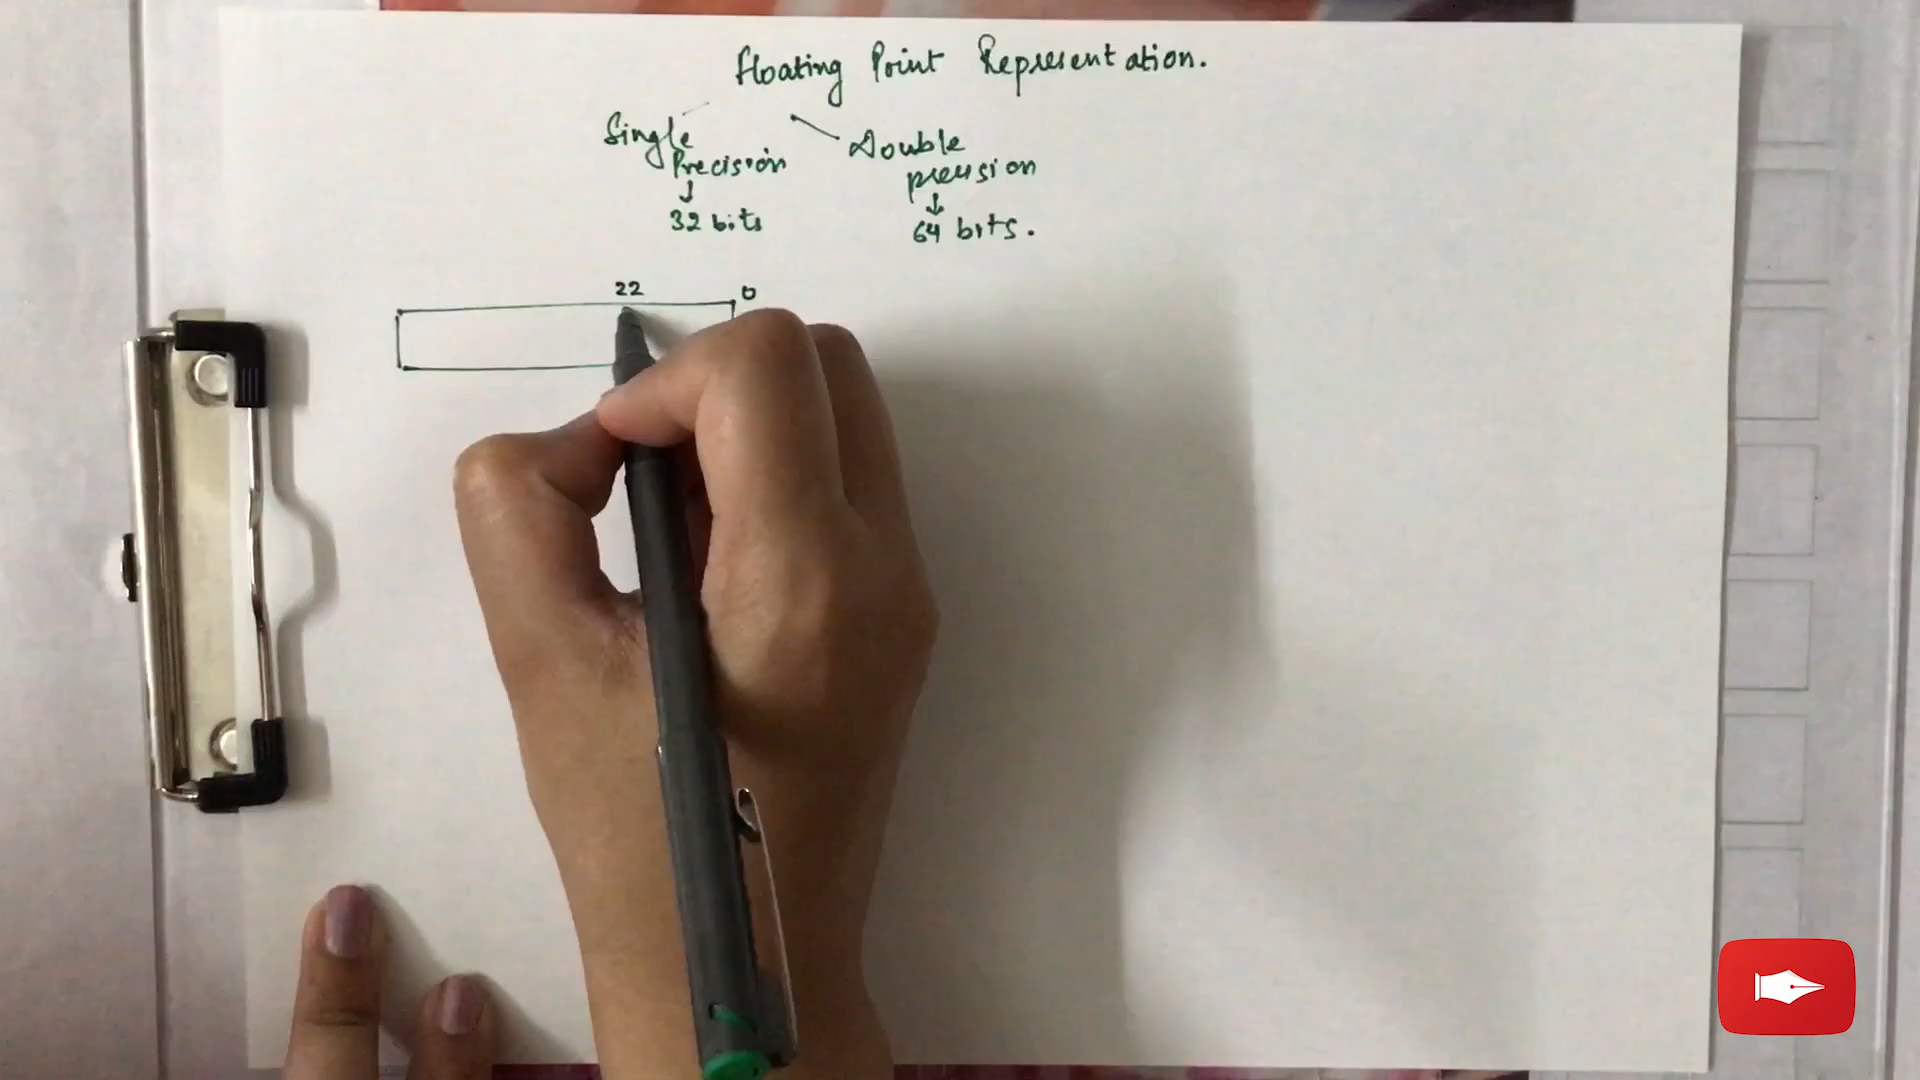 Floating Point Representation.
Single Precision
↓
32 bits
Double precision
↓
64 bits.
22 0